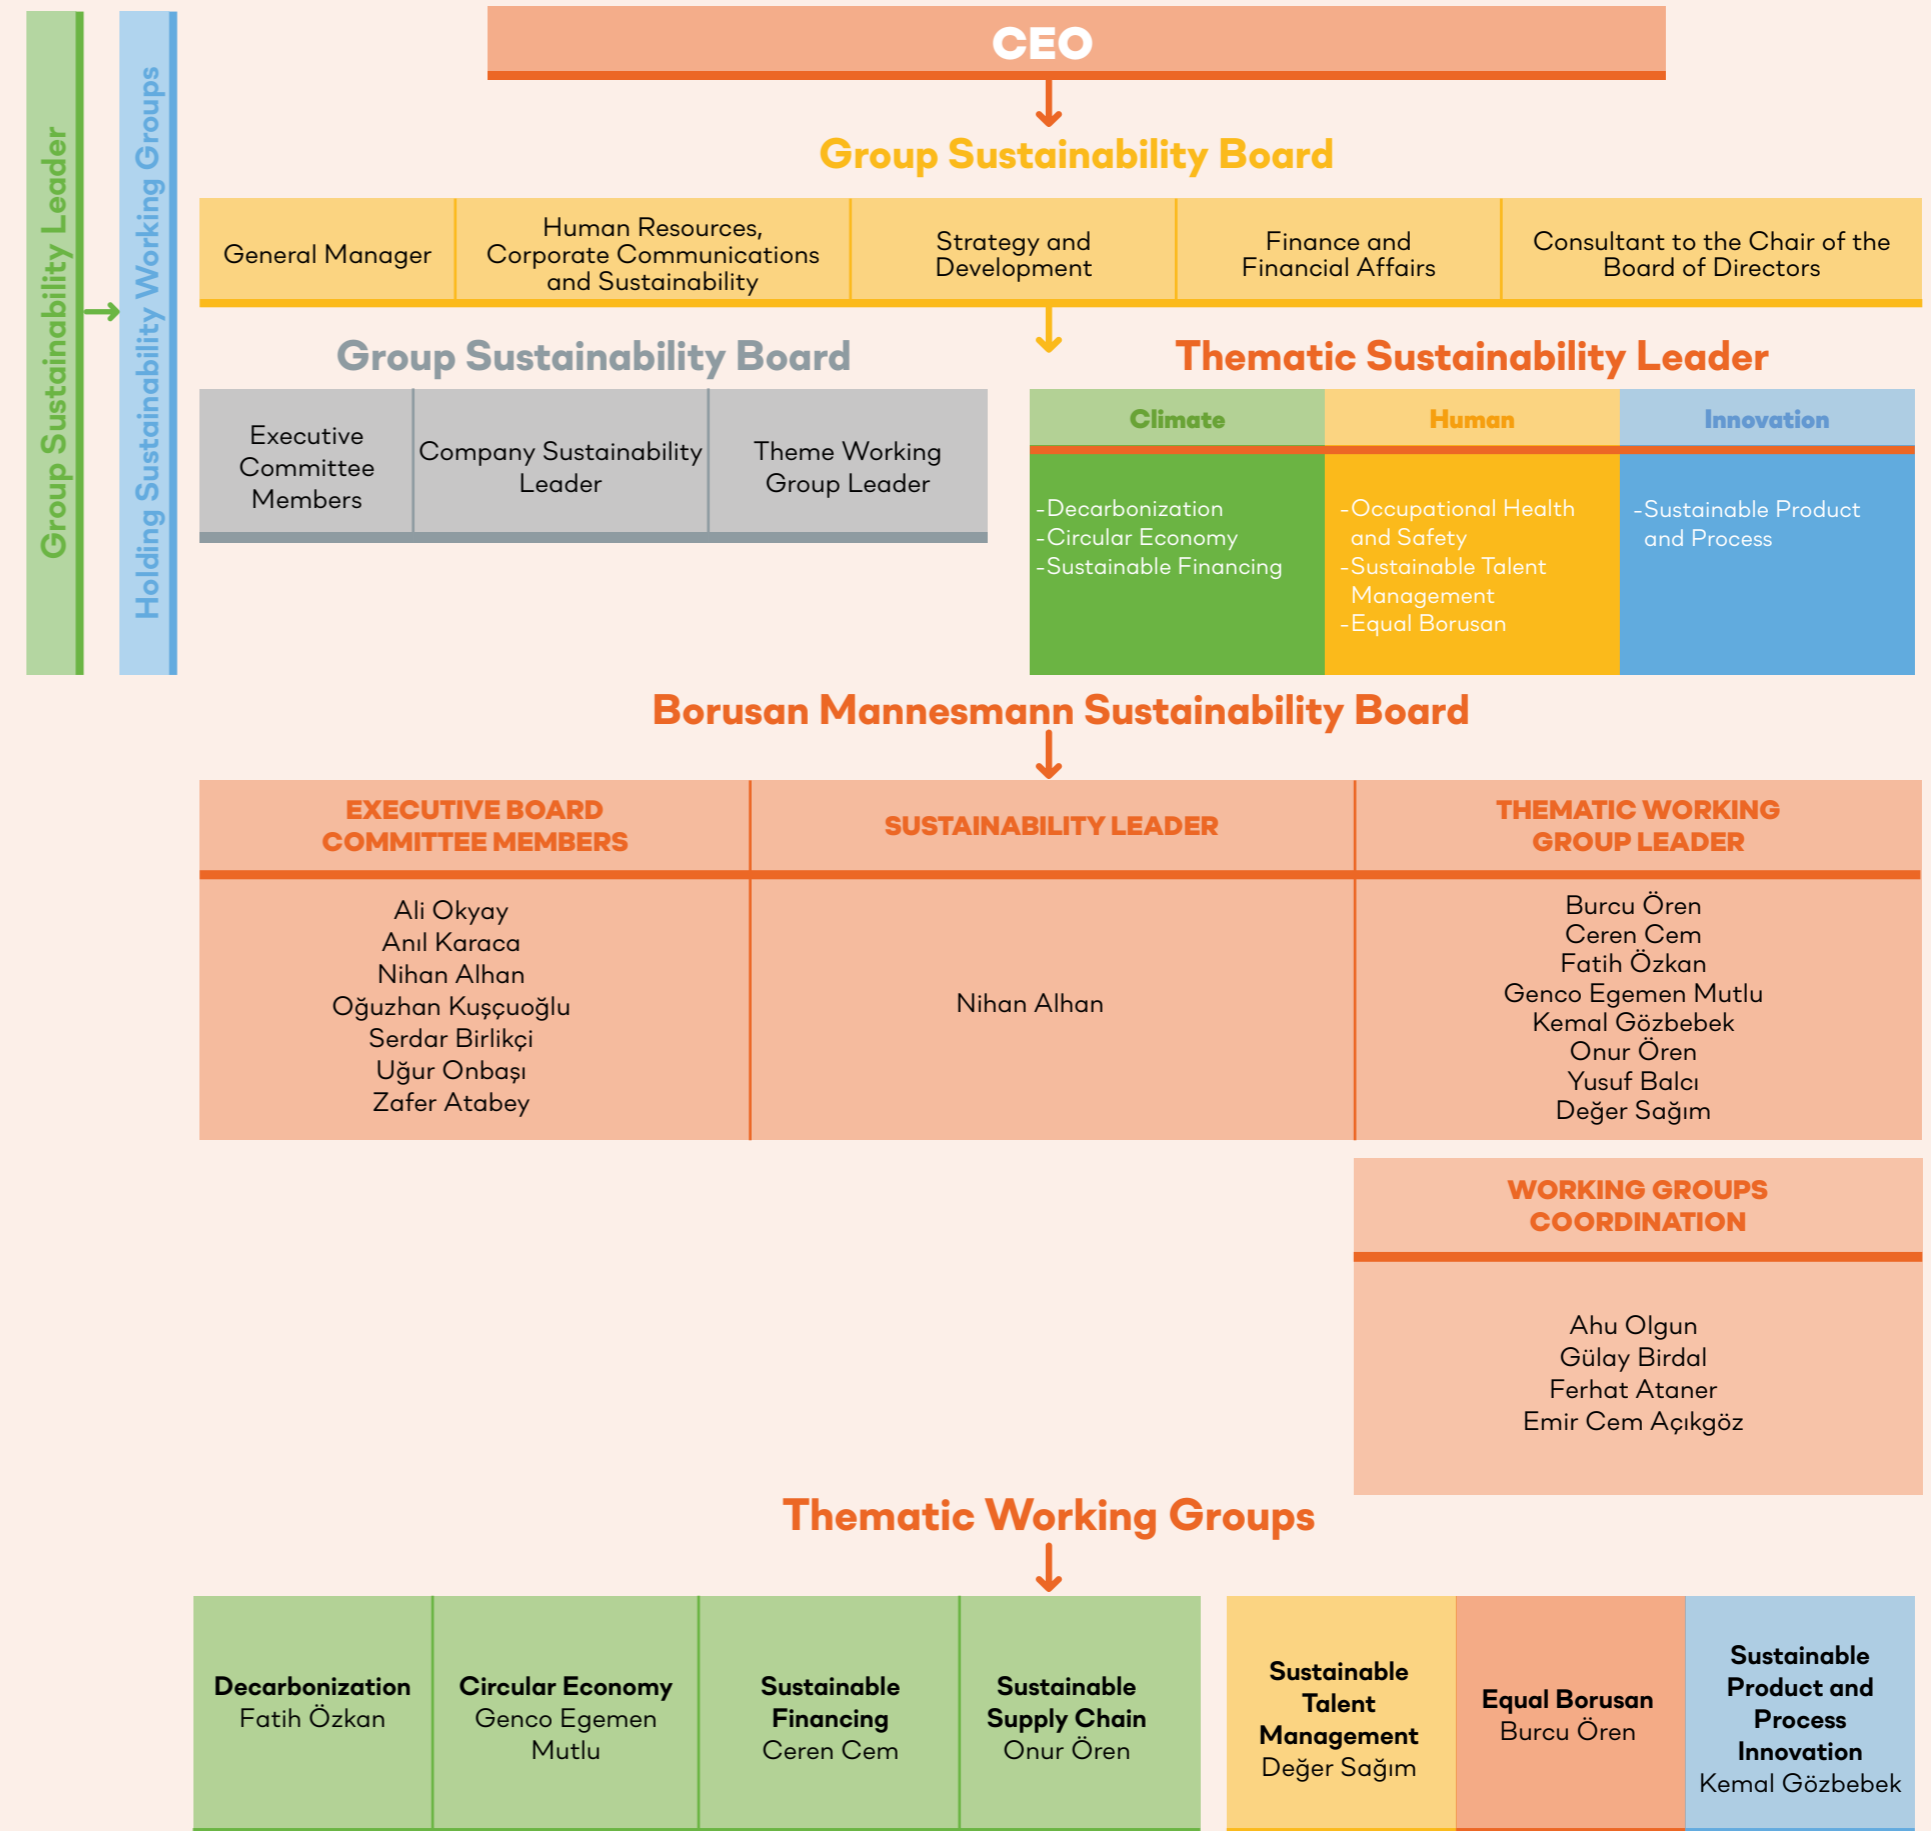 Group Sustainability Leader
Holding Sustainability Working Groups
CEO
Group Sustainability Board
General Manager
Human Resources,
Corporate Communications
and Sustainability
Strategy and
Development
Finance and
Financial Affairs
Consultant to the Chair of the
Board of Directors
Group Sustainability Board
Executive
Committee
Members
Company Sustainability
Leader
Theme Working
Group Leader
Thematic Sustainability Leader
Climate
-Decarbonization
-Circular Economy
-Sustainable Financing
Human
-Occupational Health
and Safety
-Sustainable Talent
Management
-Equal Borusan
Innovation
-Sustainable Product
and Process
Borusan Mannesmann Sustainability Board
EXECUTIVE BOARD
COMMITTEE MEMBERS
Ali Okyay
Anıl Karaca
Nihan Alhan
Oğuzhan Kuşçuoğlu
Serdar Birlikçi
Uğur Onbaşı
Zafer Atabey
SUSTAINABILITY LEADER
Nihan Alhan
THEMATIC WORKING
GROUP LEADER
Burcu Ören
Ceren Cem
Fatih Özkan
Genco Egemen Mutlu
Kemal Gözbebek
Onur Ören
Yusuf Balcı
Değer Sağım
WORKING GROUPS
COORDINATION
Ahu Olgun
Gülay Birdal
Ferhat Ataner
Emir Cem Açıkgöz
Thematic Working Groups
Decarbonization
Fatih Özkan
Circular Economy
Genco Egemen
Mutlu
Sustainable
Financing
Ceren Cem
Sustainable
Supply Chain
Onur Ören
Sustainable
Talent
Management
Değer Sağım
Equal Borusan
Burcu Ören
Sustainable
Product and
Process
Innovation
Kemal Gözbebek